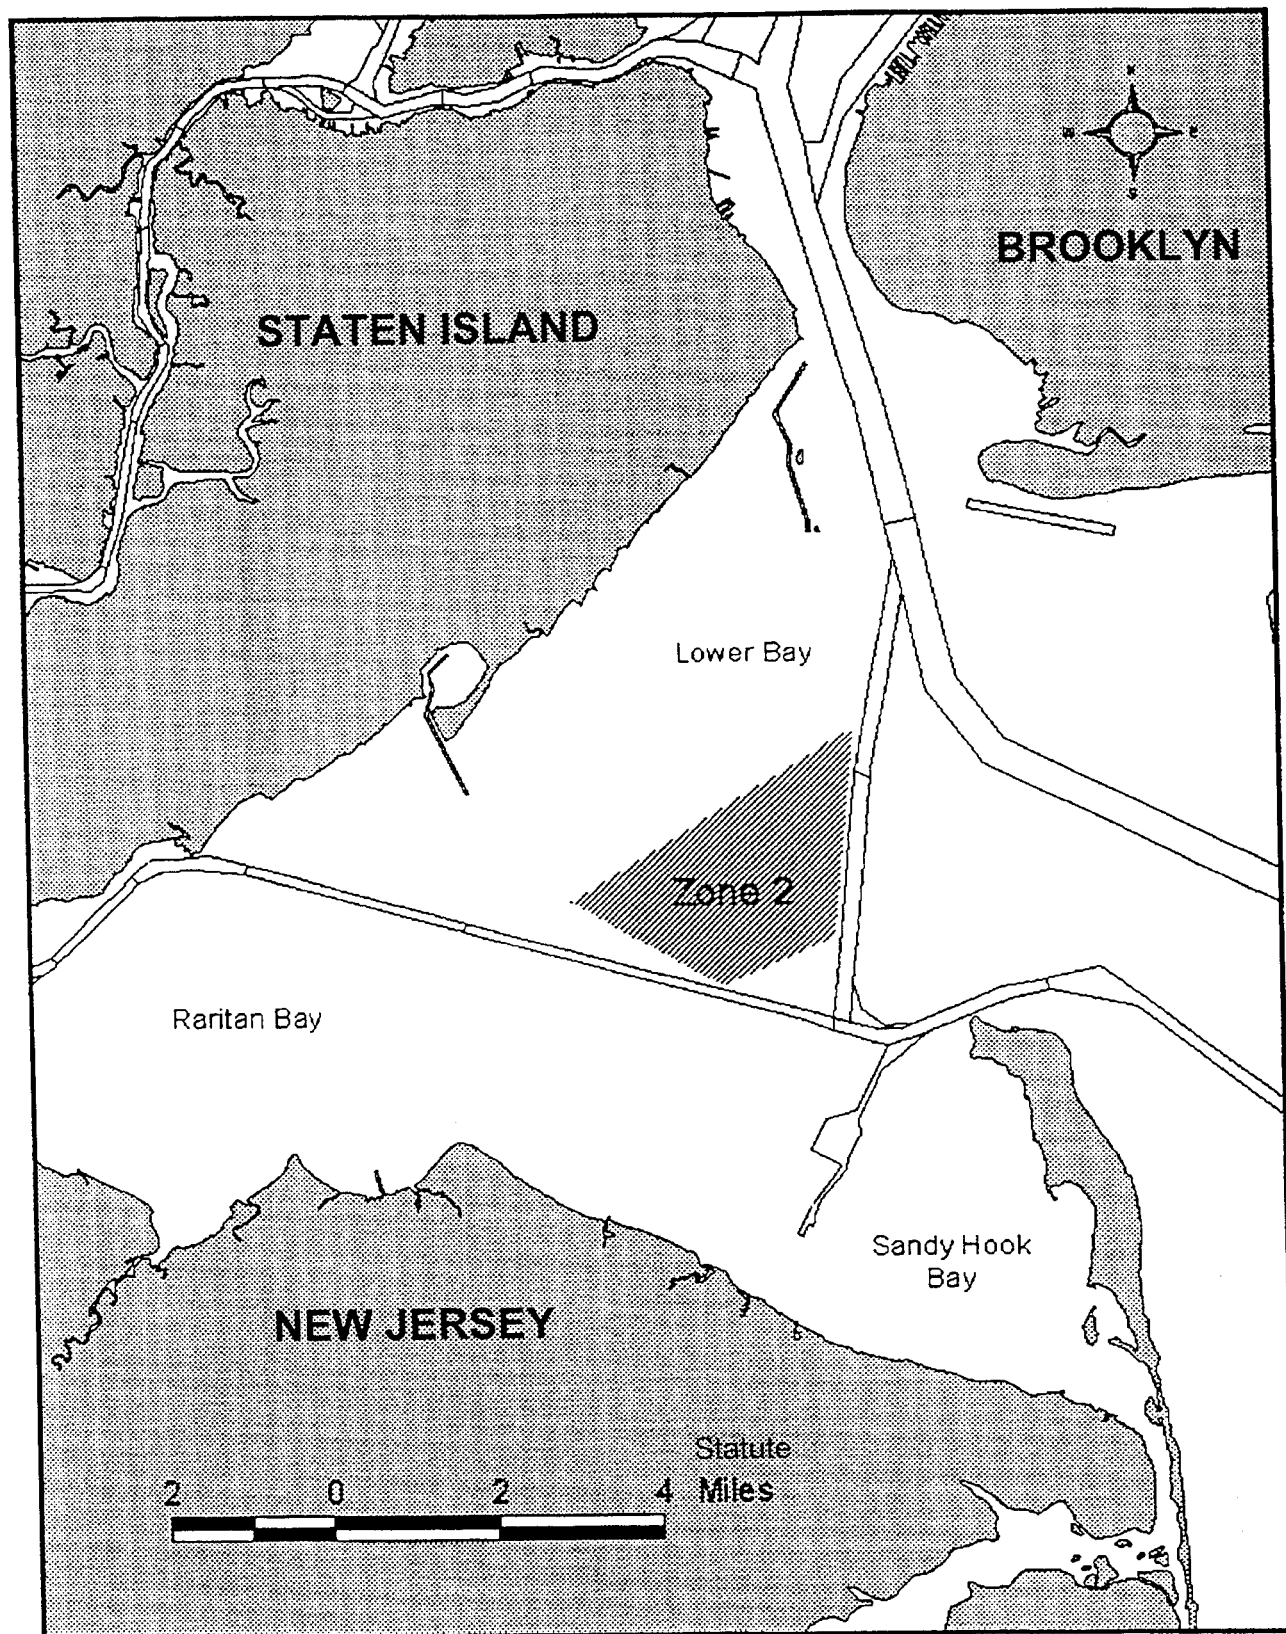 N
W E
S
BROOKLYN
STATEN ISLAND
Lower Bay
Zone 2
Raritan Bay
Sandy Hook
Bay
NEW JERSEY
Statute
2 0 2 4 Miles